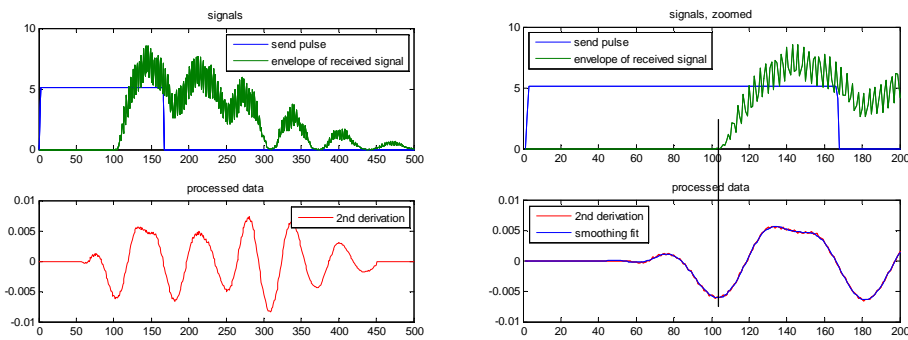 signals
10
5
0
send pulse
envelope of received signal
0 50 100 150 200 250 300 350 400 450 500
processed data
0.01
0.005
0
-0.005
-0.01
2nd derivation
0 50 100 150 200 250 300 350 400 450 500
signals, zoomed
10
5
0
send pulse
envelope of received signal
0 20 40 60 80 100 120 140 160 180 200
processed data
0.01
0.005
0
-0.005
-0.01
2nd derivation
smoothing fit
0 20 40 60 80 100 120 140 160 180 200